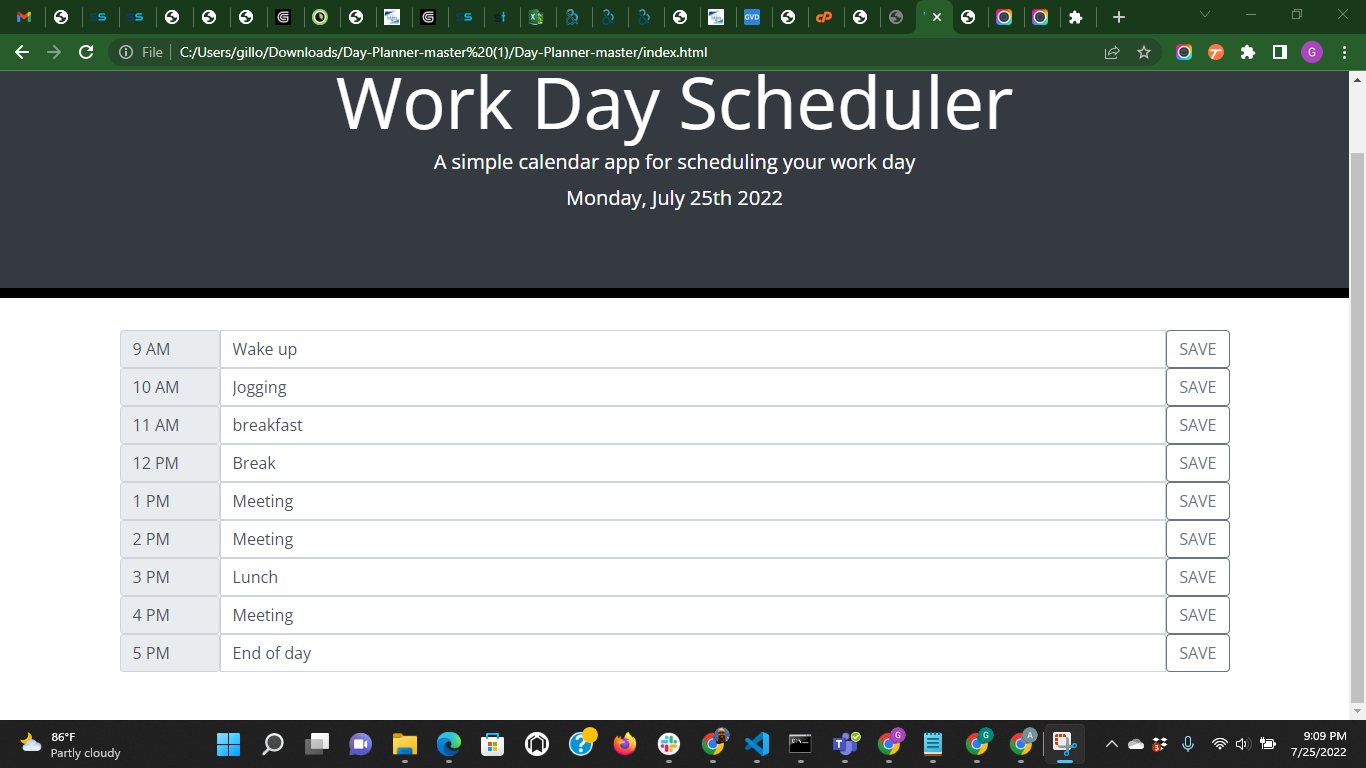 File
C:/Users/gillo/Downloads/Day-Planner-master%20(1)/Day-Planner-master/index.html
G
Work Day Scheduler
A simple calendar app for scheduling your work day
Monday, July 25th 2022
9 AM Wake up SAVE
10 AM Jogging SAVE
11 AM breakfast SAVE
12 PM Break SAVE
1 PM Meeting SAVE
2 PM Meeting SAVE
3 PM Lunch SAVE
4 PM Meeting SAVE
5 PM End of day SAVE
86°F
Partly cloudy
9:09 PM
7/25/2022